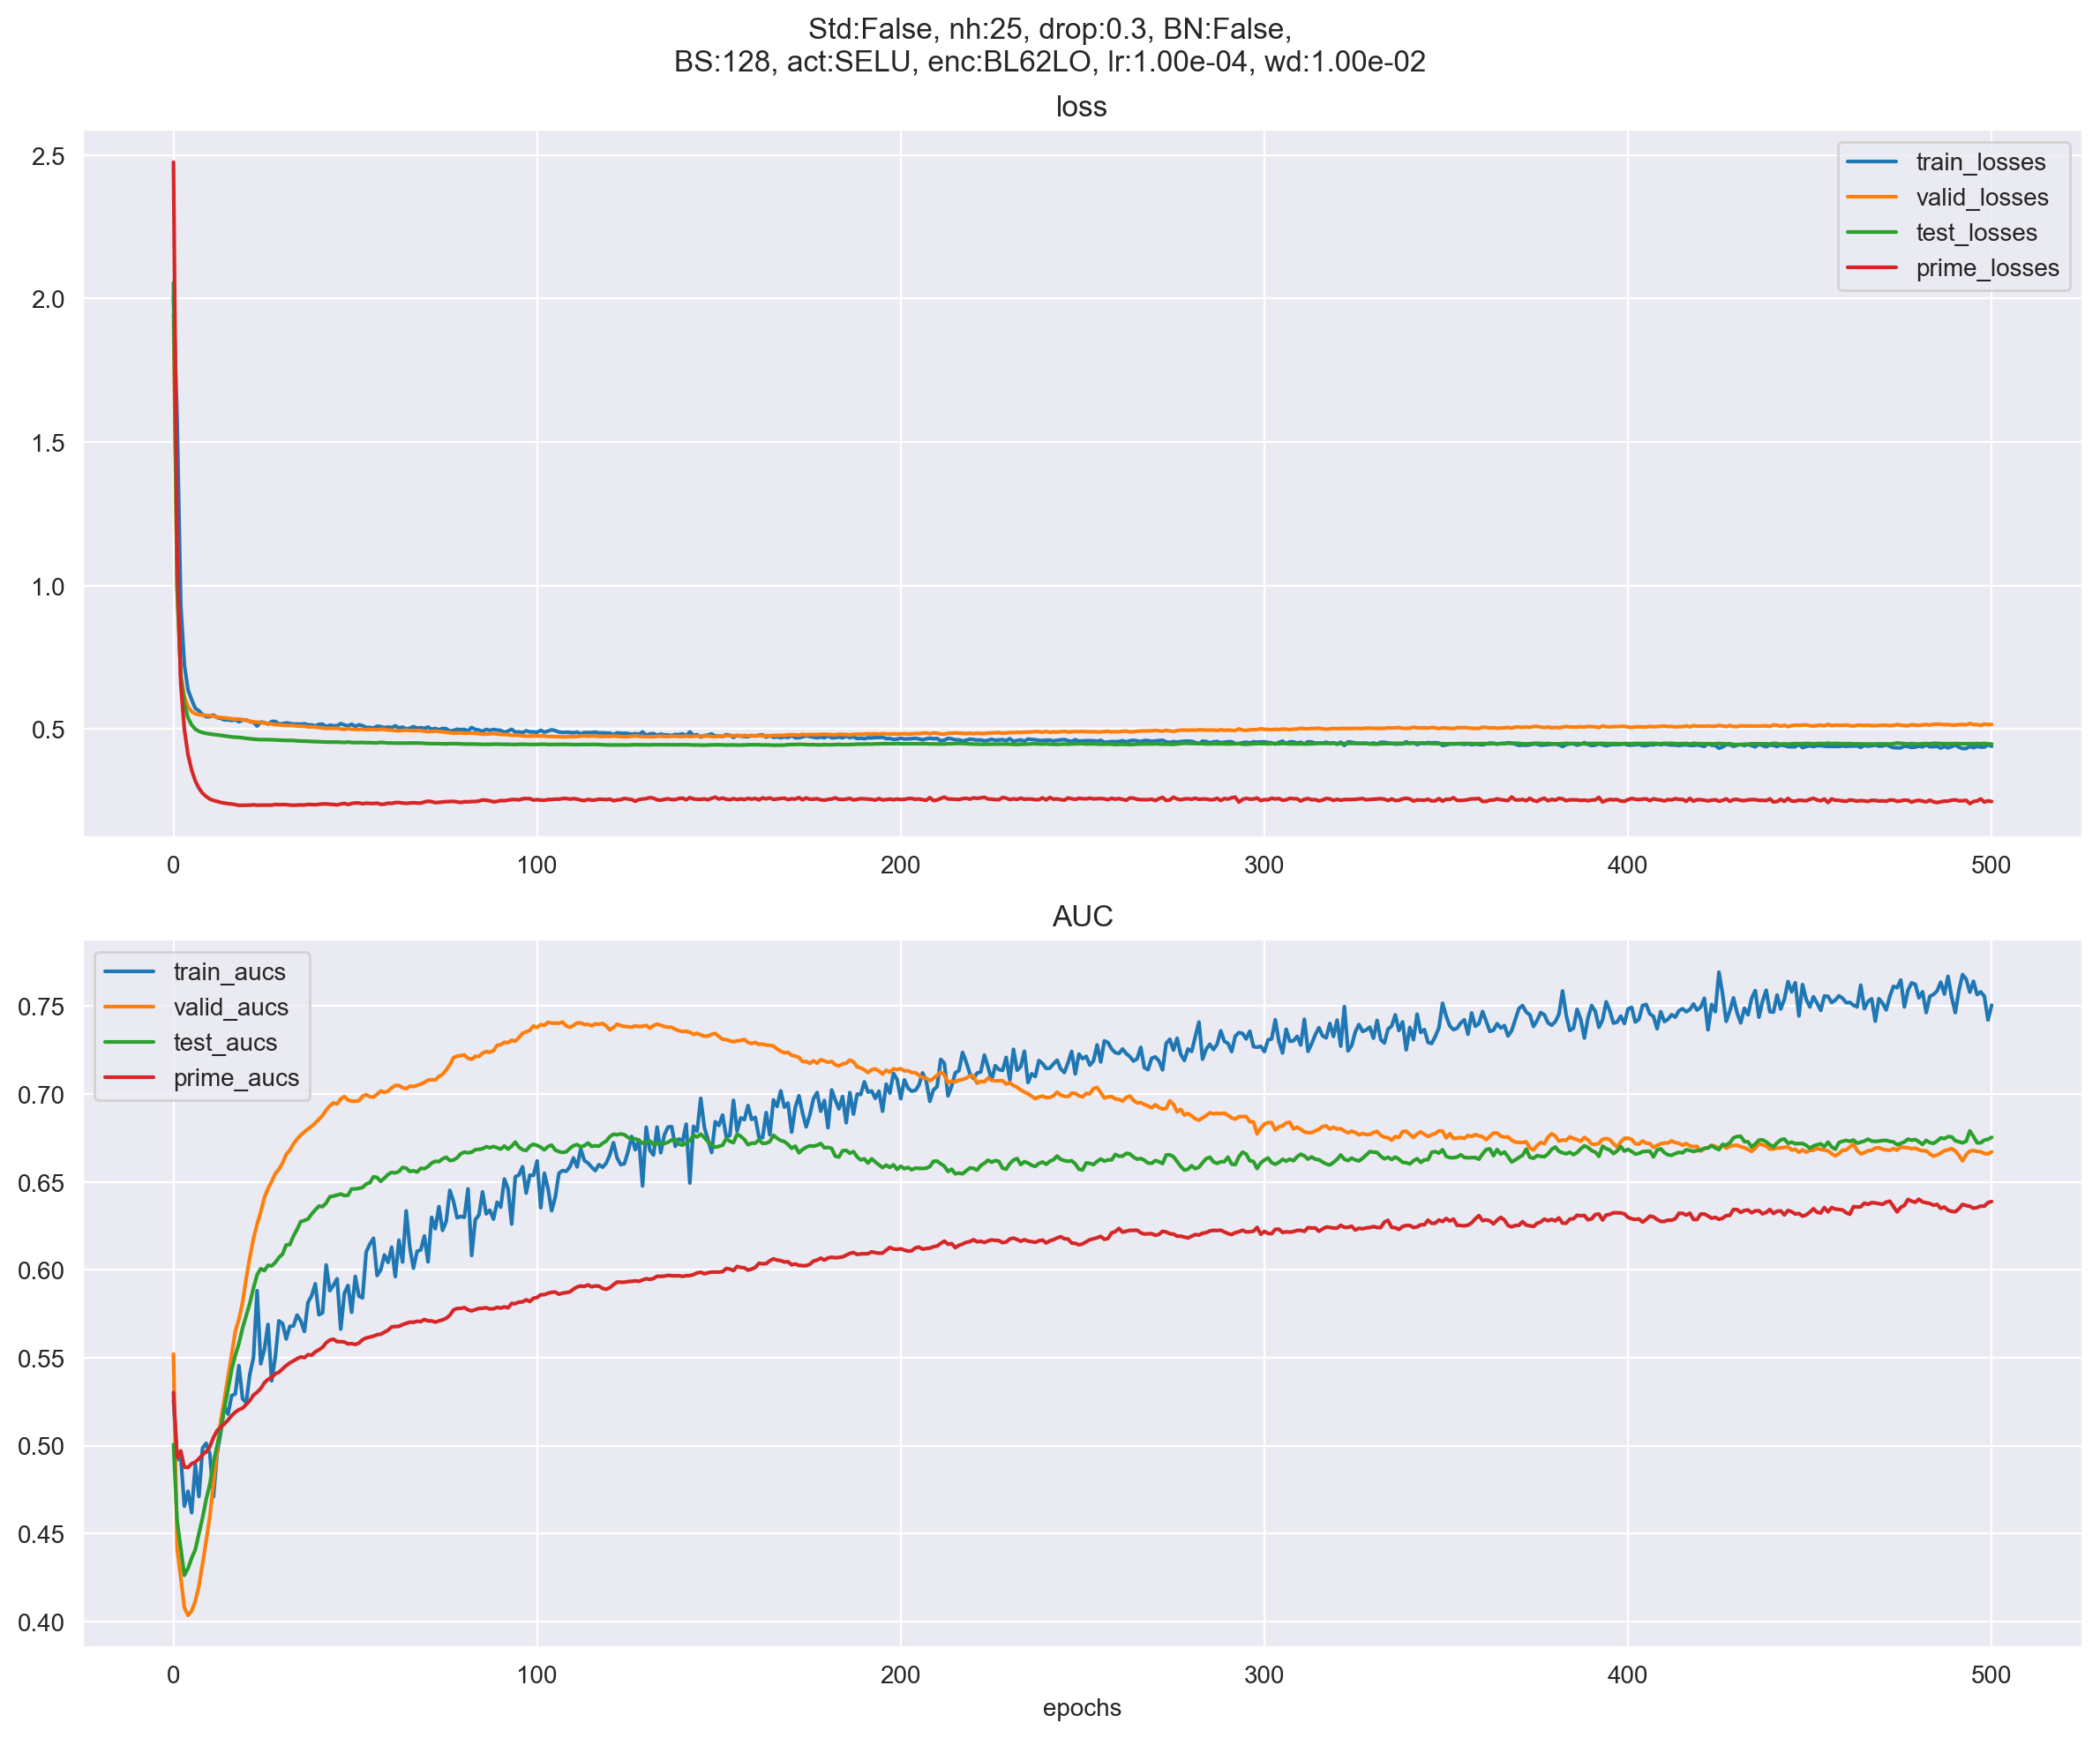 Std:False, nh:25, drop:0.3, BN:False,
BS:128, act:SELU, enc:BL62LO, lr:1.00e-04, wd:1.00e-02
loss
2.5
2.0
1.5
1.0
0.5
train_losses
valid_losses
test_losses
prime_losses
0 100 200 300 400 500
AUC
train_aucs
valid_aucs
test_aucs
prime_aucs
0.75
0.70
0.65
0.60
0.55
0.50
0.45
0.40
0 100 200 300 400 500
epochs